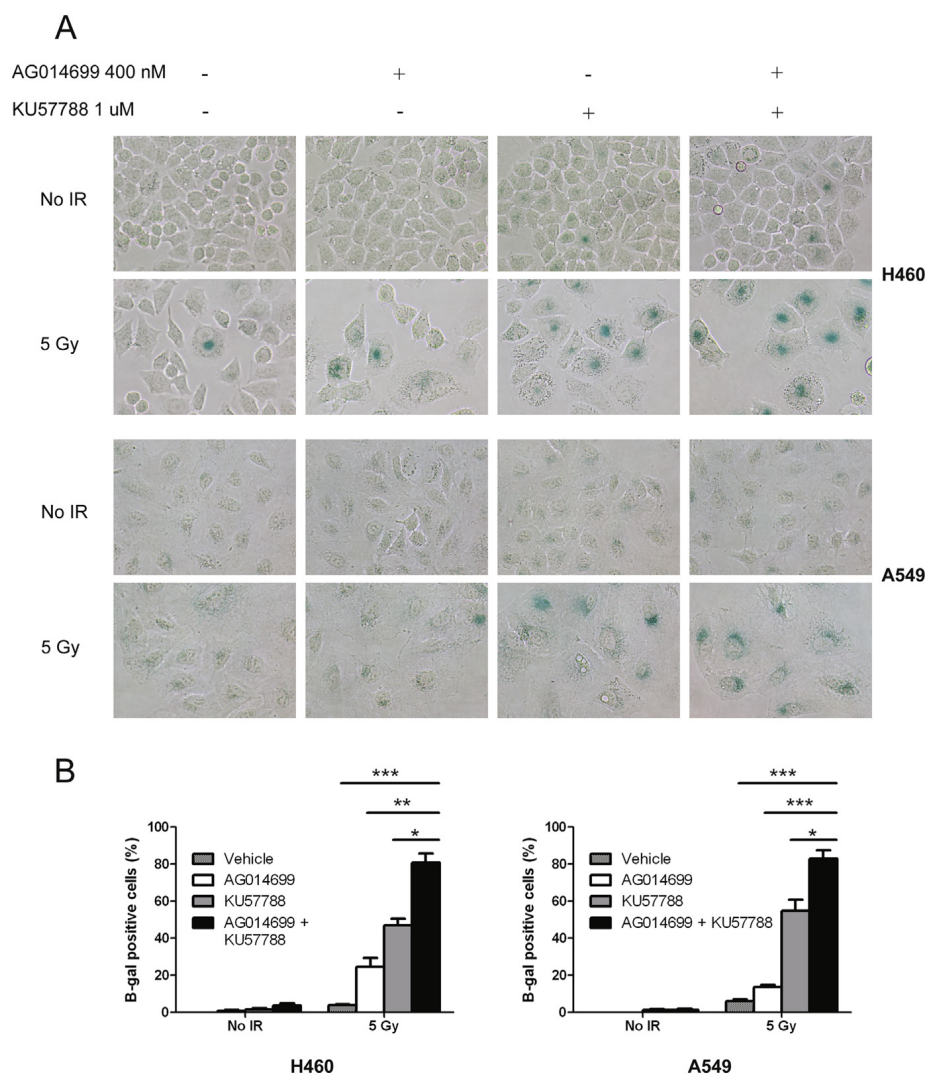 A
AG014699 400 nM - + - +
KU57788 1 uM - - + +
No IR
H460
5 Gy
No IR
A549
5 Gy
B
*** 
**
*
B-gal positive cells (%)
100
80
60
40
20
0
Vehicle
AG014699
KU57788
AG014699 +
KU57788
No IR 5 Gy
H460
***
***
*
B-gal positive cells (%)
100
80
60
40
20
0
Vehicle
AG014699
KU57788
AG014699 + KU57788
No IR 5 Gy
A549